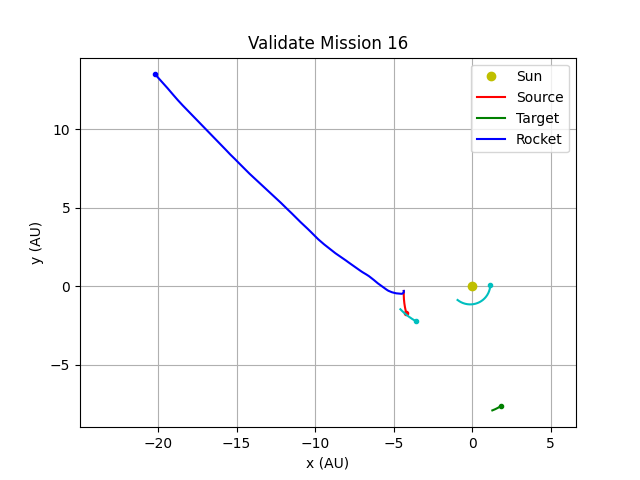 Validate Mission 16
Sun
Source
Target
Rocket
y (AU)
10
5
0
−5
−20
−15
−10
−5
0
5
x (AU)